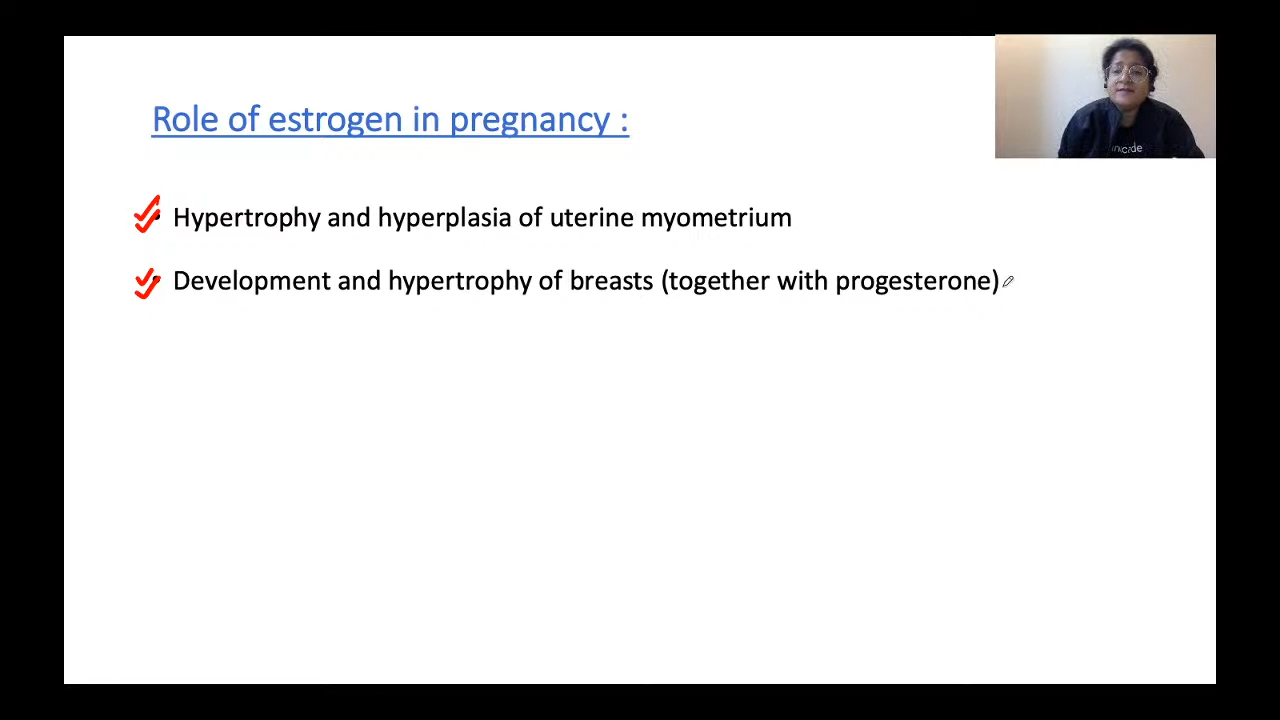 Role of estrogen in pregnancy :
Hypertrophy and hyperplasia of uterine myometrium
Development and hypertrophy of breasts (together with progesterone)